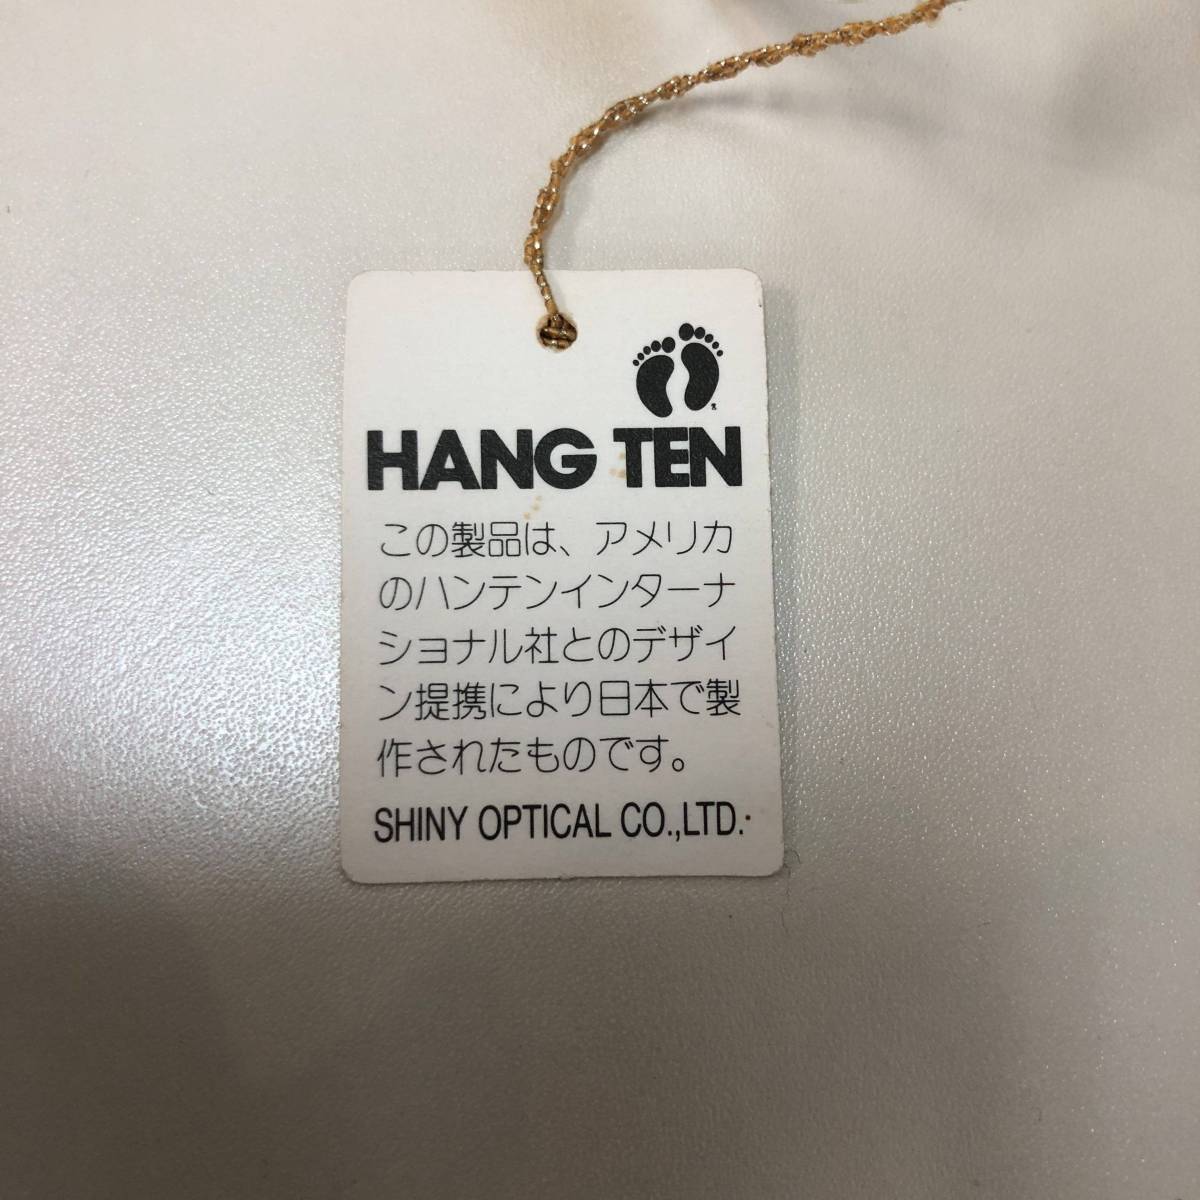 HANG TEN
この製品は、アメリカ
のハンテンインターナ
ショナル社とのデザイ
ン提携により日本で製
作されたものです。
SHINY OPTICAL CO.,LTD.